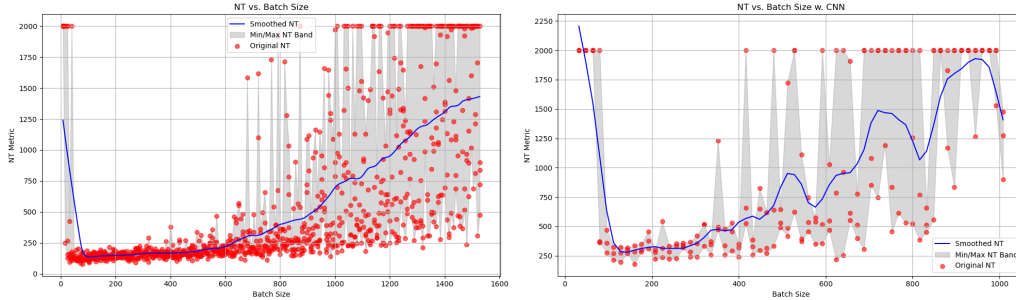 NT vs. Batch Size
2000
1750
1500
1250
1000
750
500
250
0
NT Metric
0 200 400 600 800 1000 1200 1400 1600
Batch Size
Smoothed NT
Min/Max NT Band
Original NT
NT vs. Batch Size w. CNN
2250
2000
1750
1500
1250
1000
750
500
250
NT Metric
0 200 400 600 800 1000
Batch Size
Smoothed NT
Min/Max NT Band
Original NT